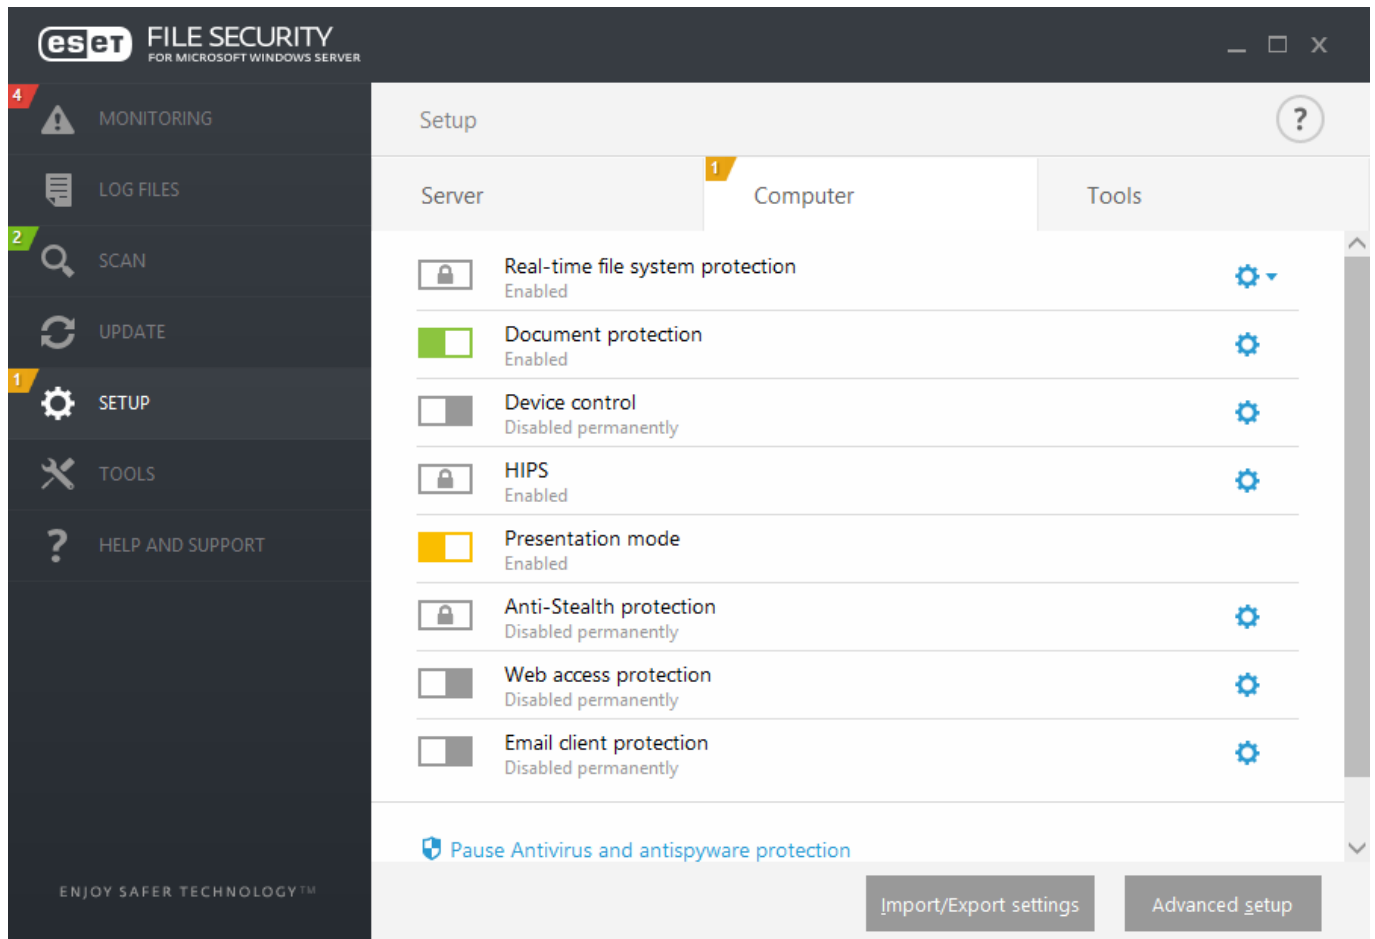 eset FILE SECURITY
FOR MICROSOFT WINDOWS SERVER
4
MONITORING
LOG FILES
2
SCAN
UPDATE
1
SETUP
TOOLS
HELP AND SUPPORT
ENJOY SAFER TECHNOLOGY™
Setup
?
Server
1
Computer
Tools
Real-time file system protection
Enabled
Document protection
Enabled
Device control
Disabled permanently
HIPS
Enabled
Presentation mode
Enabled
Anti-Stealth protection
Disabled permanently
Web access protection
Disabled permanently
Email client protection
Disabled permanently
Pause Antivirus and antispyware protection
Import/Export settings
Advanced setup